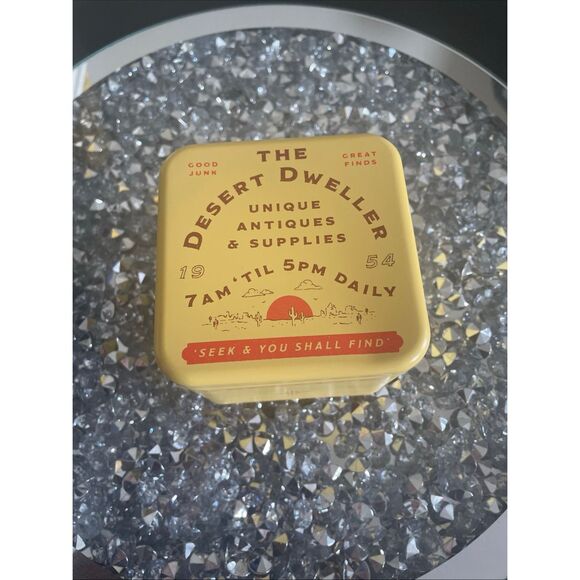 GOOD
JUNK
GREAT
FINDS
THE
DESERT DWELLER
UNIQUE
ANTIQUES
& SUPPLIES
19 54
7AM 'TIL 5PM DAILY
'SEEK & YOU SHALL FIND'